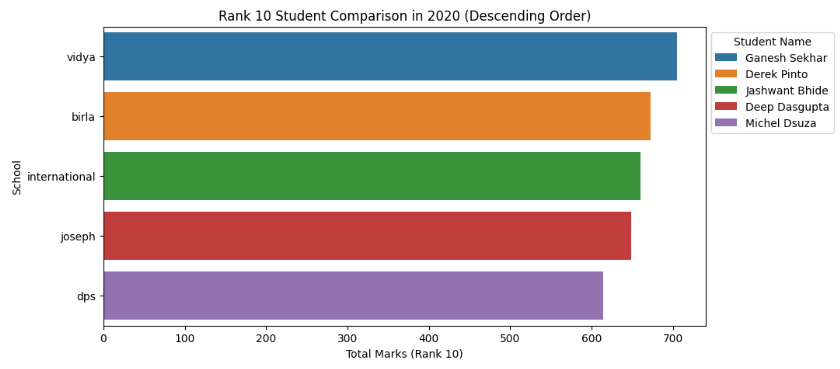 Rank 10 Student Comparison in 2020 (Descending Order)
Student Name
Ganesh Sekhar
Derek Pinto
Jashwant Bhide
Deep Dasgupta
Michel Dsuza
School
vidya
birla
international
joseph
dps
0 100 200 300 400 500 600 700
Total Marks (Rank 10)